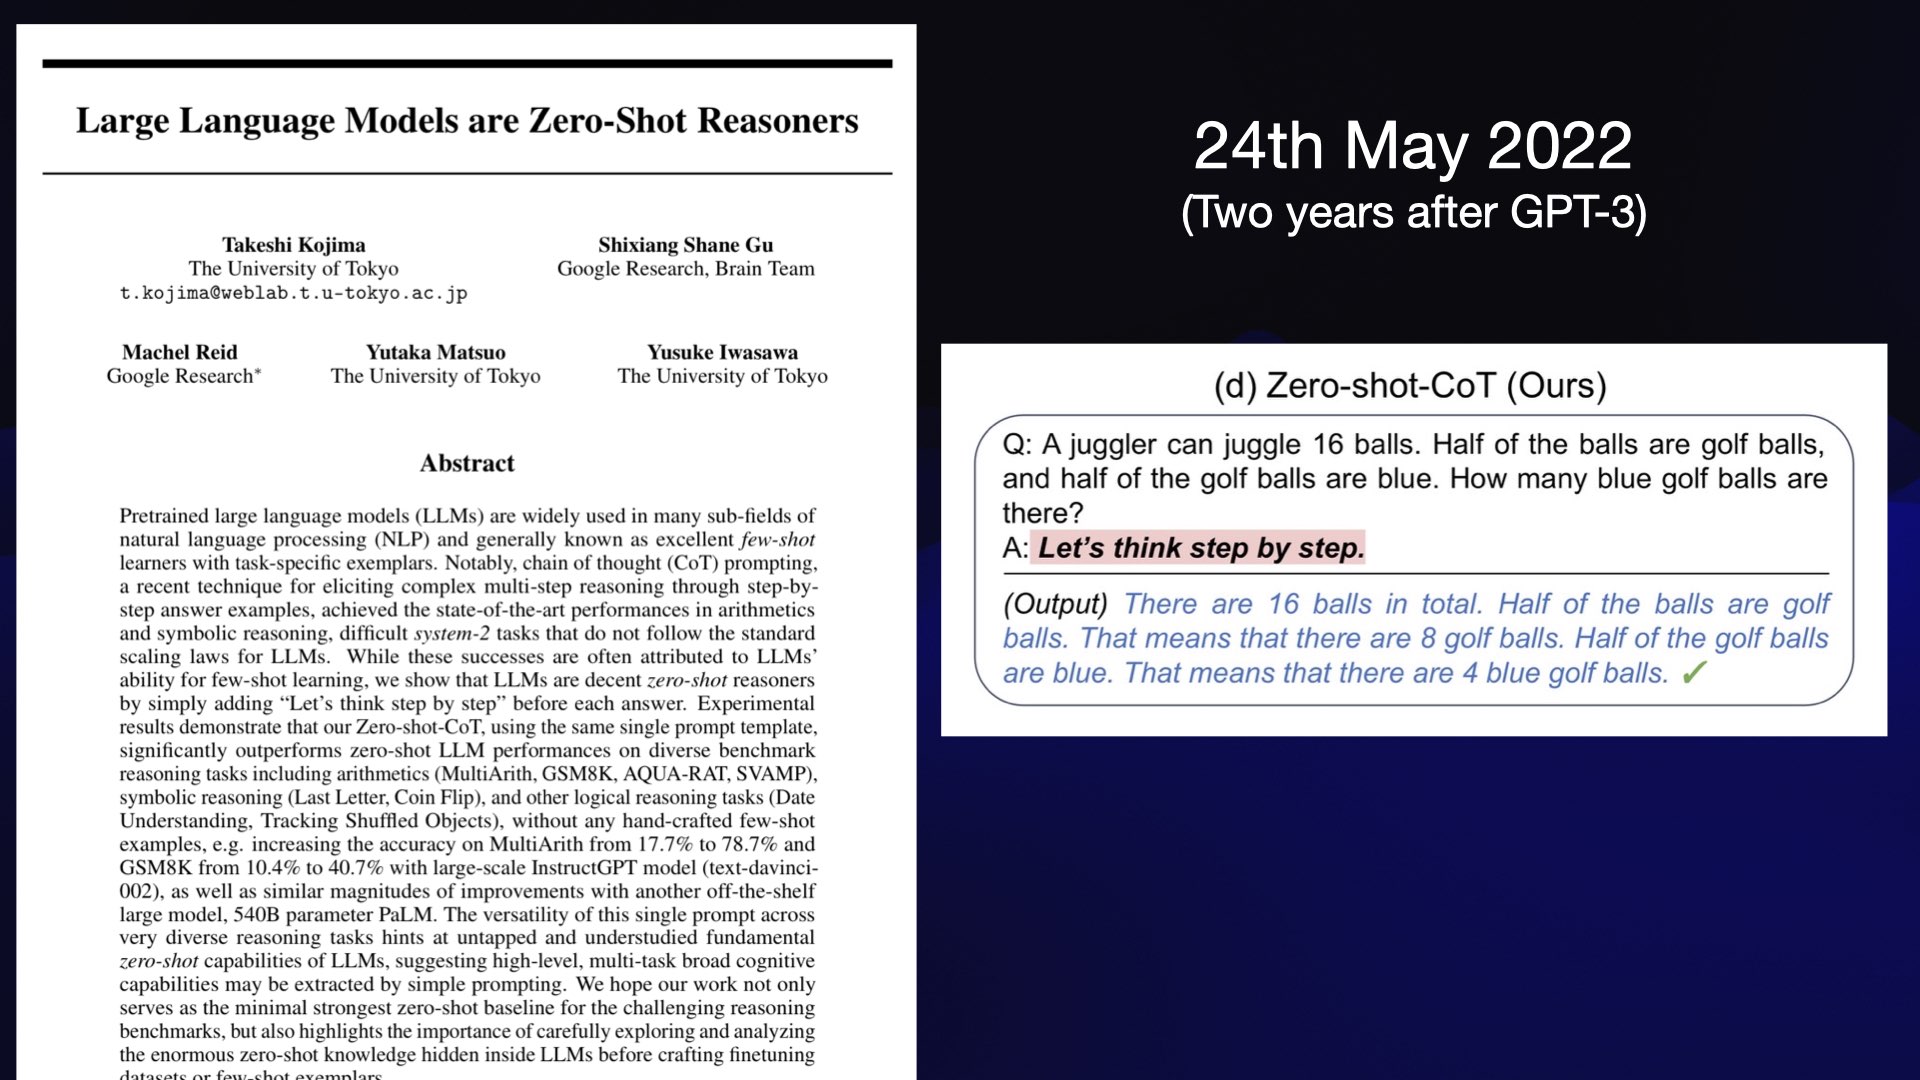 Large Language Models are Zero-Shot Reasoners
Takeshi Kojima
The University of Tokyo
t.kojima@weblab.t.u-tokyo.ac.jp
Shixiang Shane Gu
Google Research, Brain Team
Machel Reid
Google Research*
Yutaka Matsuo
The University of Tokyo
Yusuke Iwasawa
The University of Tokyo
Abstract
Pretrained large language models (LLMs) are widely used in many sub-fields of
natural language processing (NLP) and generally known as excellent few-shot
learners with task-specific exemplars. Notably, chain of thought (CoT) prompting,
a recent technique for eliciting complex multi-step reasoning through step-by-
step answer examples, achieved the state-of-the-art performances in arithmetics
and symbolic reasoning, difficult system-2 tasks that do not follow the standard
scaling laws for LLMs. While these successes are often attributed to LLMs'
ability for few-shot learning, we show that LLMs are decent zero-shot reasoners
by simply adding “Let’s think step by step” before each answer. Experimental
results demonstrate that our Zero-shot-CoT, using the same single prompt template,
significantly outperforms zero-shot LLM performances on diverse benchmark
reasoning tasks including arithmetics (MultiArith, GSM8K, AQUA-RAT, SVAMP),
symbolic reasoning (Last Letter, Coin Flip), and other logical reasoning tasks (Date
Understanding, Tracking Shuffled Objects), without any hand-crafted few-shot
examples, e.g. increasing the accuracy on MultiArith from 17.7% to 78.7% and
GSM8K from 10.4% to 40.7% with large-scale InstructGPT model (text-davinci-
002), as well as similar magnitudes of improvements with another off-the-shelf
large model, 540B parameter PaLM. The versatility of this single prompt across
very diverse reasoning tasks hints at untapped and understudied fundamental
zero-shot capabilities of LLMs, suggesting high-level, multi-task broad cognitive
capabilities may be extracted by simple prompting. We hope our work not only
serves as the minimal strongest zero-shot baseline for the challenging reasoning
benchmarks, but also highlights the importance of carefully exploring and analyzing
the enormous zero-shot knowledge hidden inside LLMs before crafting finetuning
datasets or few-shot exemplars.
24th May 2022
(Two years after GPT-3)
(d) Zero-shot-CoT (Ours)
Q: A juggler can juggle 16 balls. Half of the balls are golf balls,
and half of the golf balls are blue. How many blue golf balls are
there?
A: Let’s think step by step.
(Output) There are 16 balls in total. Half of the balls are golf
balls. That means that there are 8 golf balls. Half of the golf balls
are blue. That means that there are 4 blue golf balls. ✓